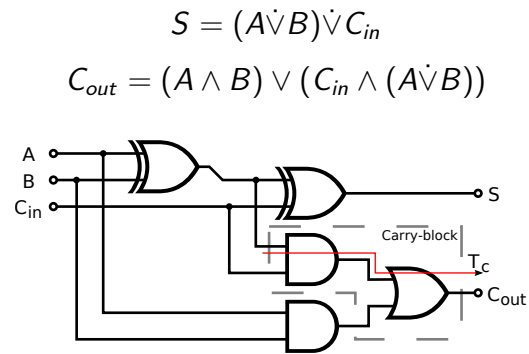 S = (A∨̇B)∨̇C_in
C_out = (A ∧ B) ∨ (C_in ∧ (A∨̇B))
A
B
C_in
S
Carry-block
T_c
C_out